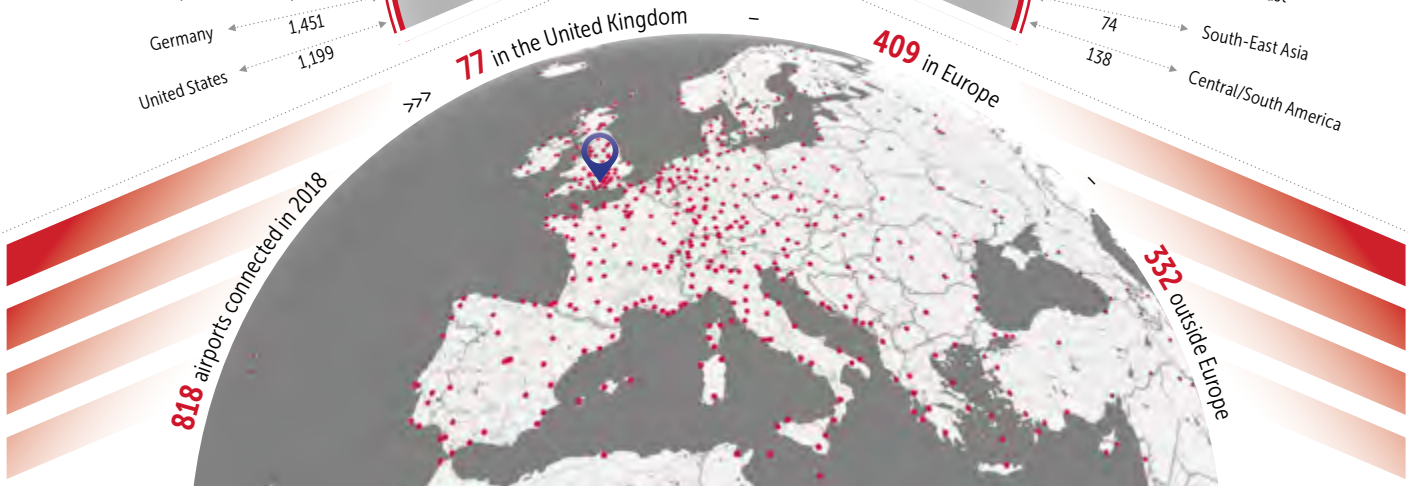 Germany 1,451
United States 1,199
74 South-East Asia
138 Central/South America
818 airports connected in 2018
>>> 77 in the United Kingdom –
409 in Europe –
332 outside Europe